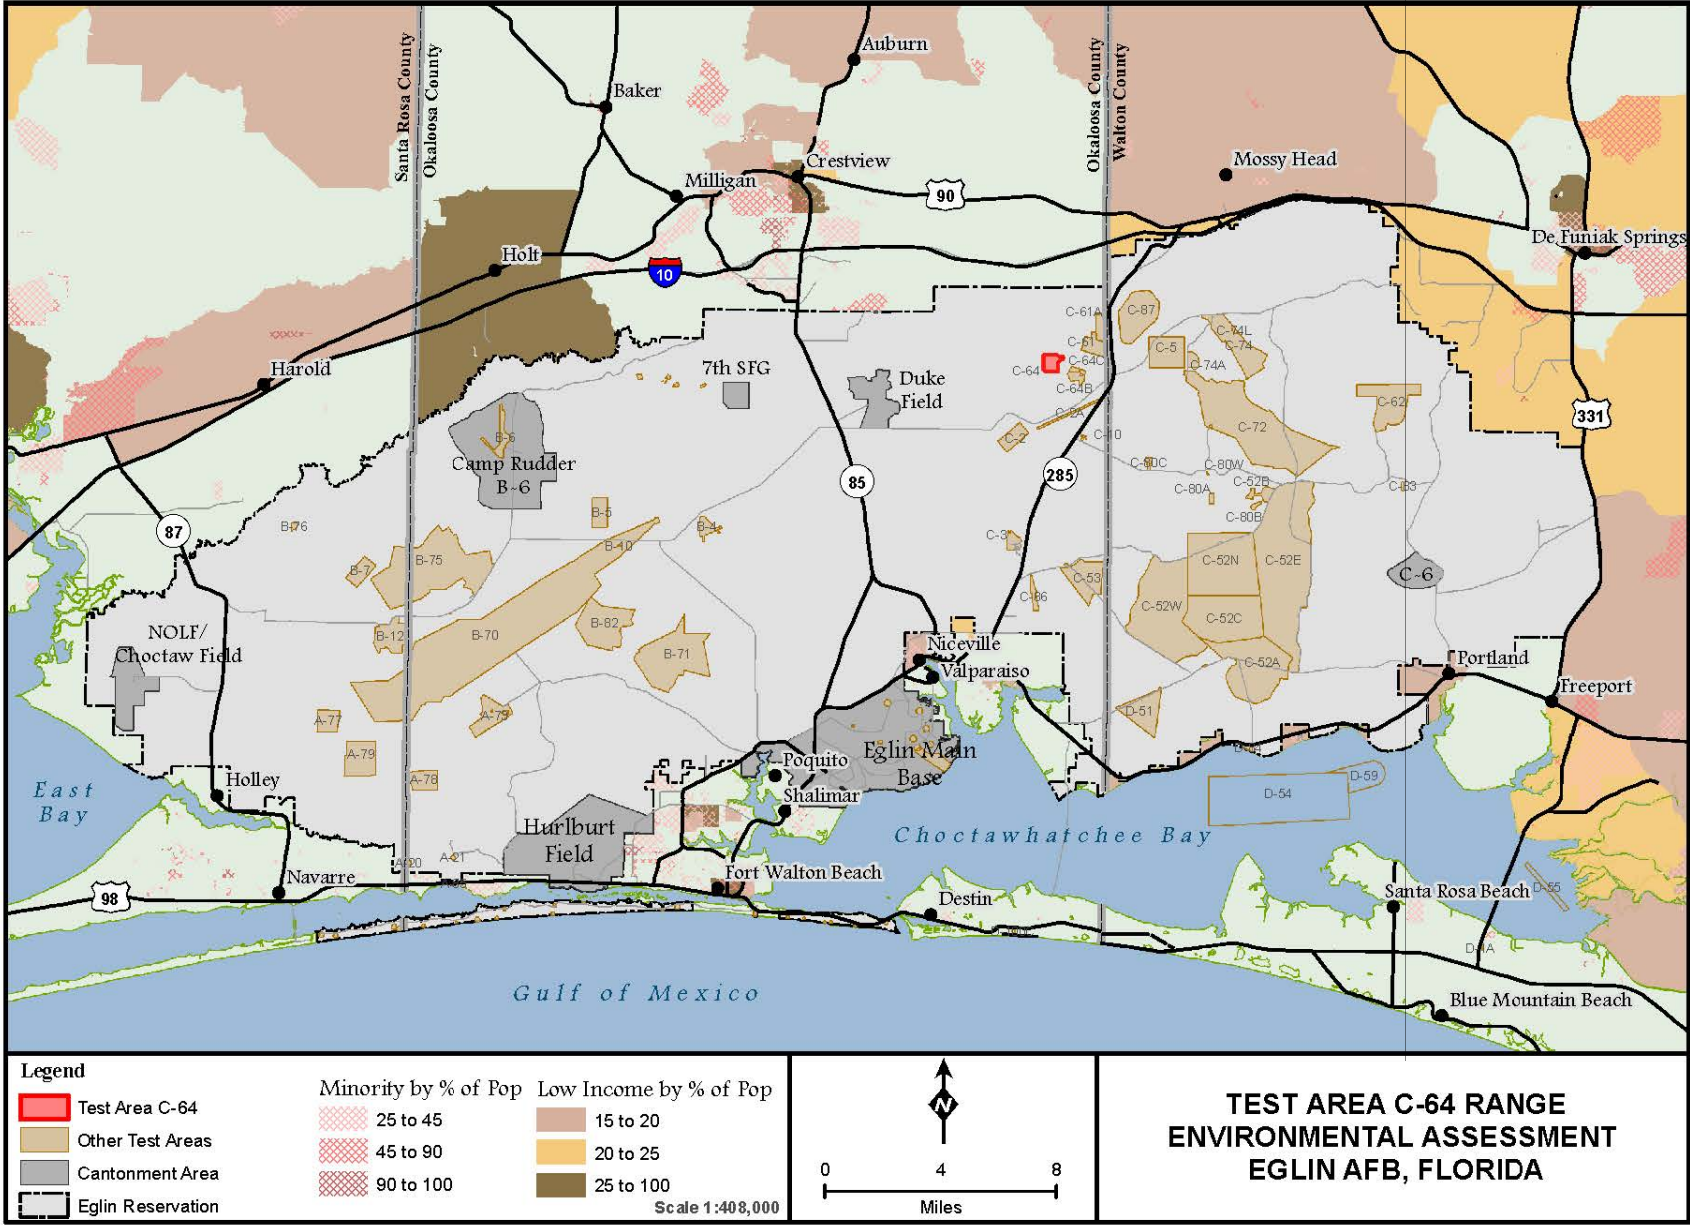 Auburn
Santa Rosa County
Okaloosa County
Okaloosa County
Walton County
Baker
Crestview
Mossy Head
Milligan
90
De Funiak Springs
Holt
10
C-61A
C-87
C-74L
C-61
C-5
C-74
Harold
7th SFG
Duke
Field
C-64
C-64C
C-74A
C-64B
C-62
331
C-2A
B-6
C-2
C-10
C-72
Camp Rudder
B-6
85
285
C-80C
C-80W
C-52B
C-80A
C-83
B-5
C-80B
87
B-76
B-4
B-10
C-3
B-7
B-75
C-52N
C-52E
C-53
C-6
C-86
C-52W
B-12
B-70
B-82
C-52C
NOLF/
Choctaw Field
Niceville
B-71
Valparaiso
C-52A
Portland
Freeport
A-77
D-51
A-79
Eglin Main
Base
Poquito
A-78
Holley
D-59
D-54
East
Bay
Shalimar
Hurlburt
Field
Choctawhatchee Bay
A-20
A-21
Navarre
Fort Walton Beach
98
Destin
Santa Rosa Beach
D-55
Gulf of Mexico
Blue Mountain Beach
Legend
Test Area C-64
Other Test Areas
Cantonment Area
Eglin Reservation
Minority by % of Pop
25 to 45
45 to 90
90 to 100
Low Income by % of Pop
15 to 20
20 to 25
25 to 100
Scale 1:408,000
N
0 4 8
Miles
TEST AREA C-64 RANGE
ENVIRONMENTAL ASSESSMENT
EGLIN AFB, FLORIDA